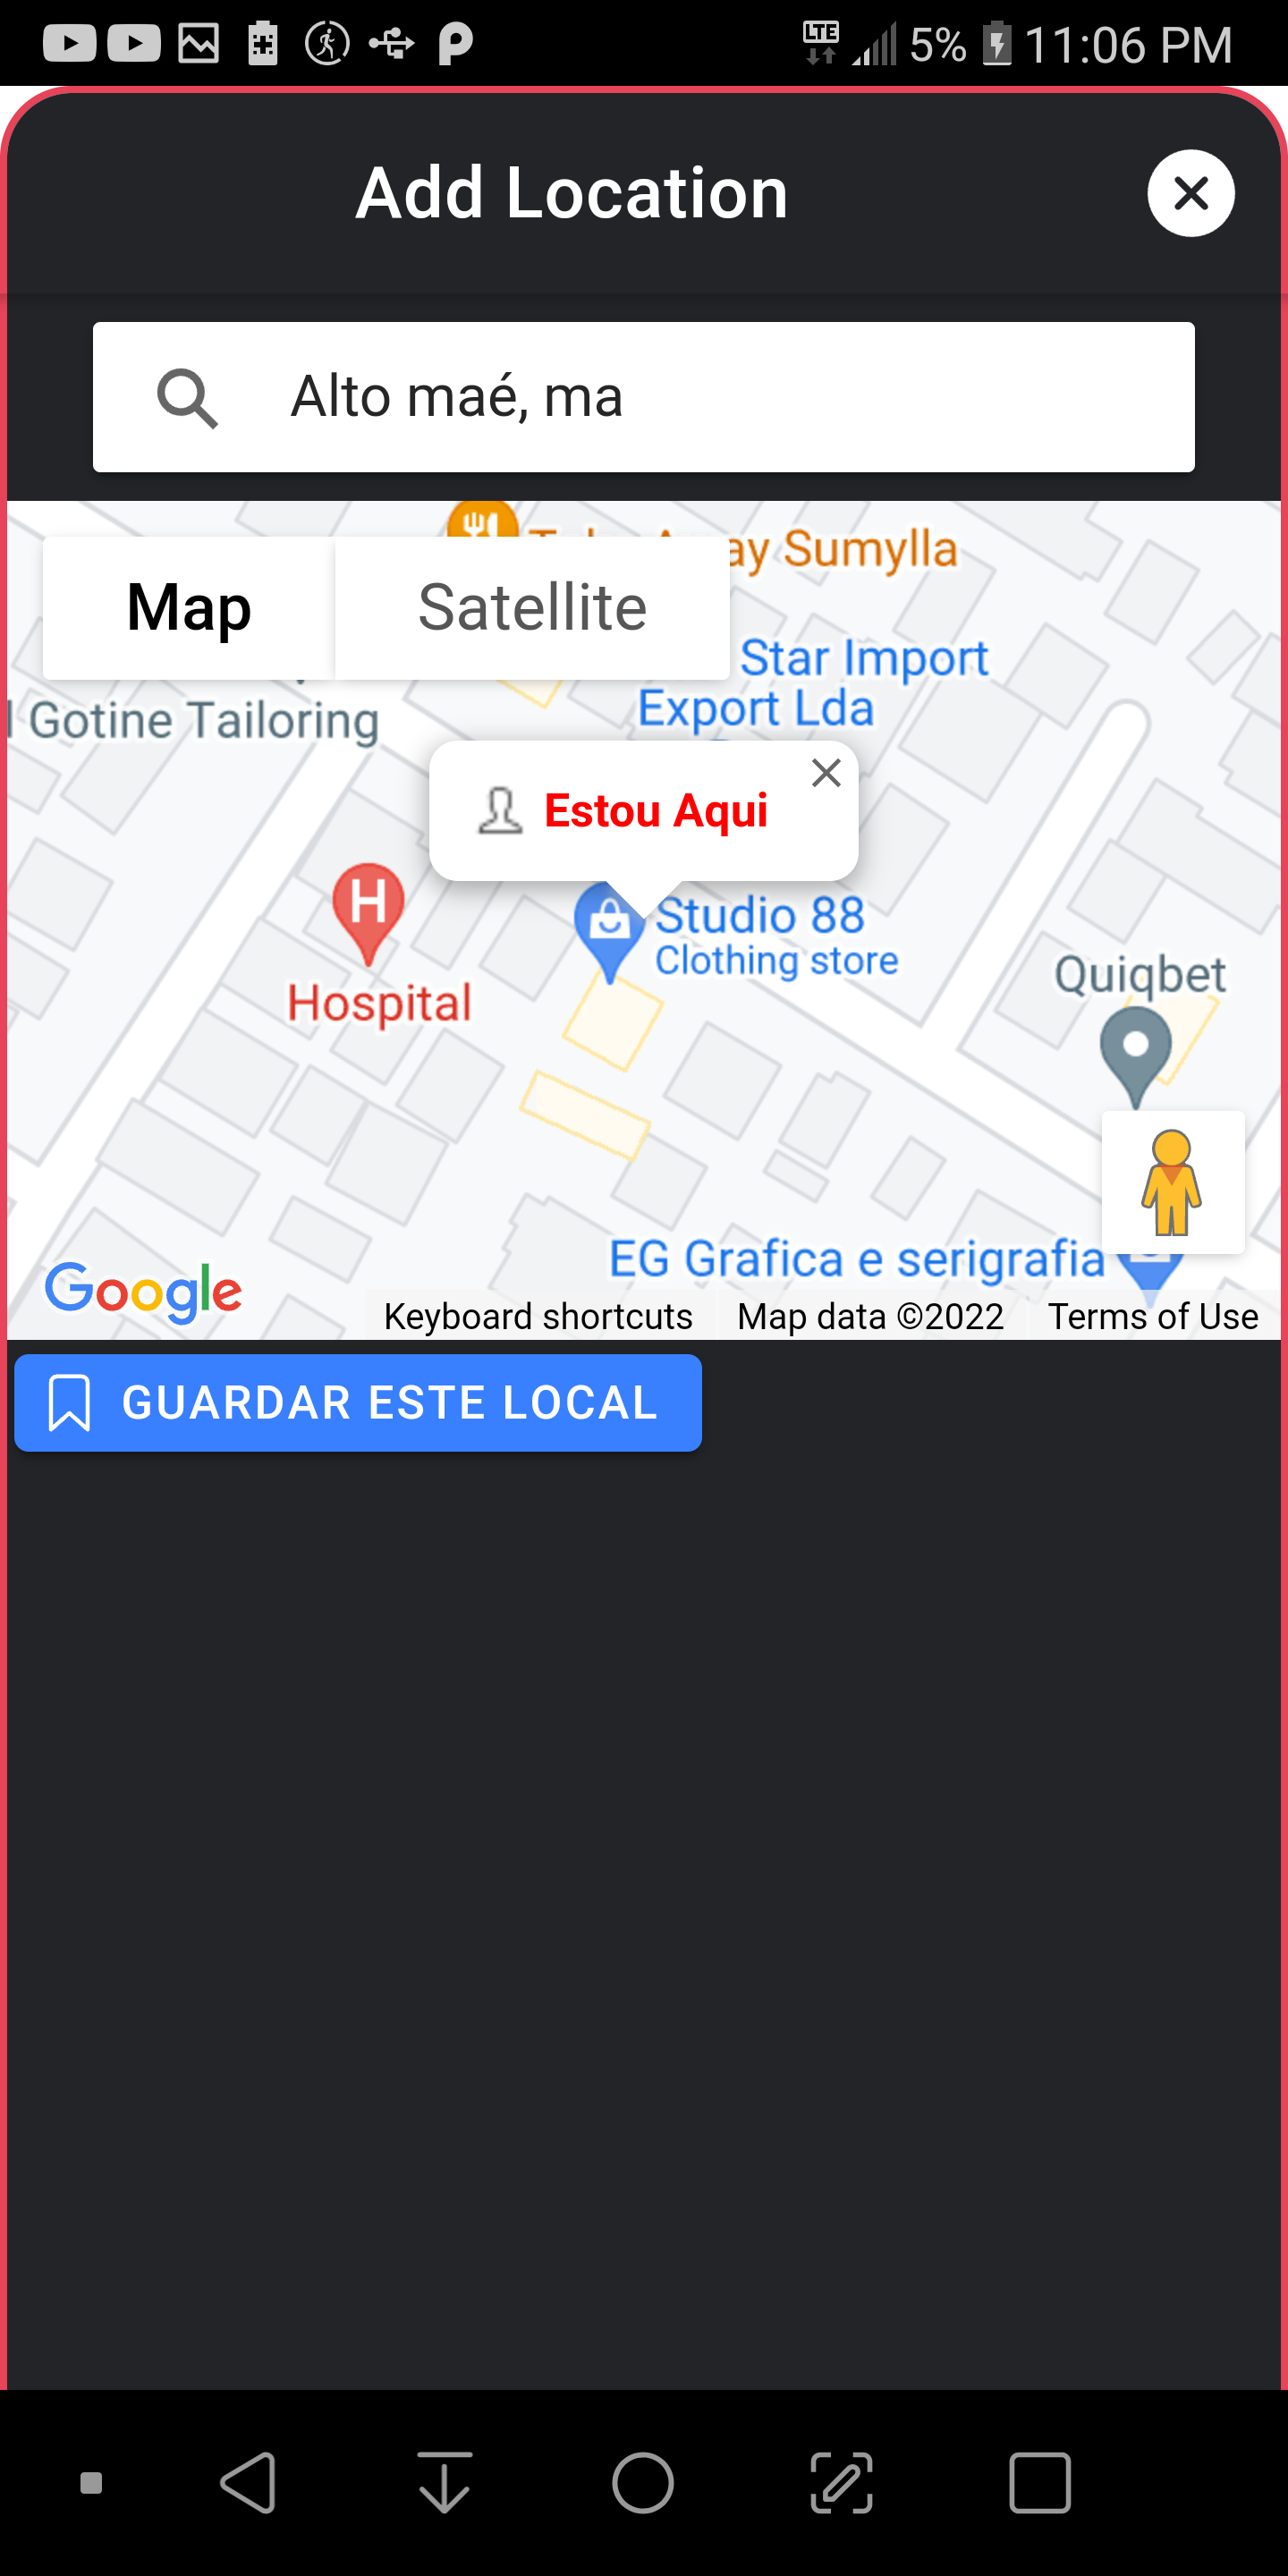 5% 11:06 PM
Add Location
Alto maé, ma
Map Satellite
ay Sumylla
Star Import
Export Lda
Gotine Tailoring
Estou Aqui
H
Studio 88
Clothing store
Hospital
Quiqbet
EG Grafica e serigrafia
Google
Keyboard shortcuts Map data ©2022 Terms of Use
GUARDAR ESTE LOCAL